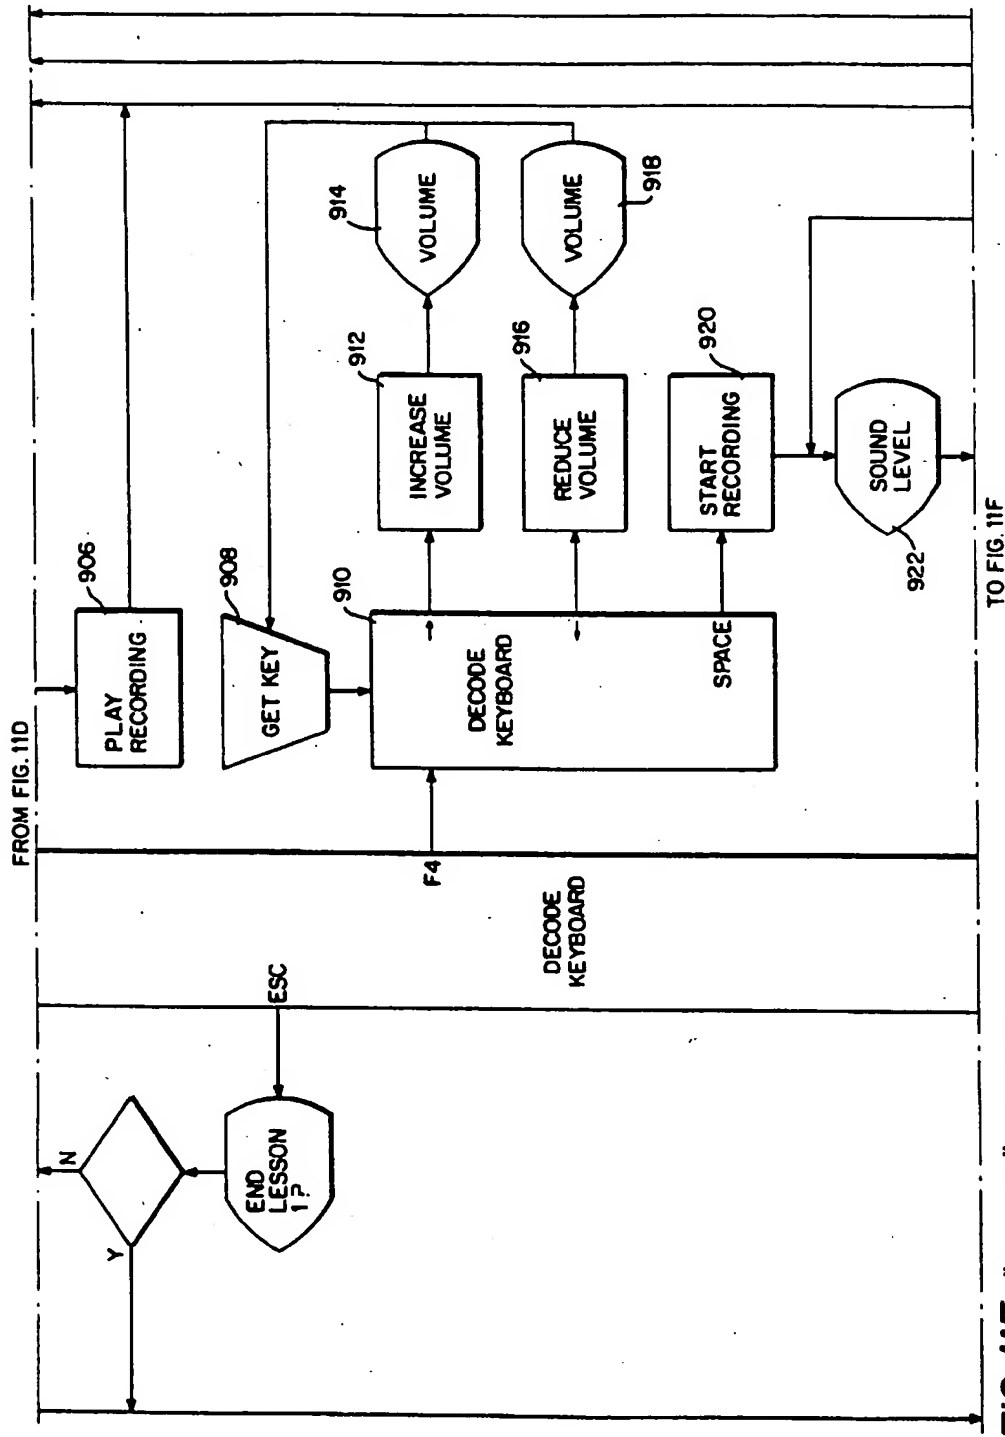 FROM FIG. 11D
PLAY
RECORDING
906
GET KEY
908
DECODE
KEYBOARD
910
↑
↓
SPACE
INCREASE
VOLUME
912
VOLUME
914
REDUCE
VOLUME
916
VOLUME
918
START
RECORDING
920
SOUND
LEVEL
922
F4
DECODE
KEYBOARD
ESC
END
LESSON
1?
N
Y
TO FIG. 11F